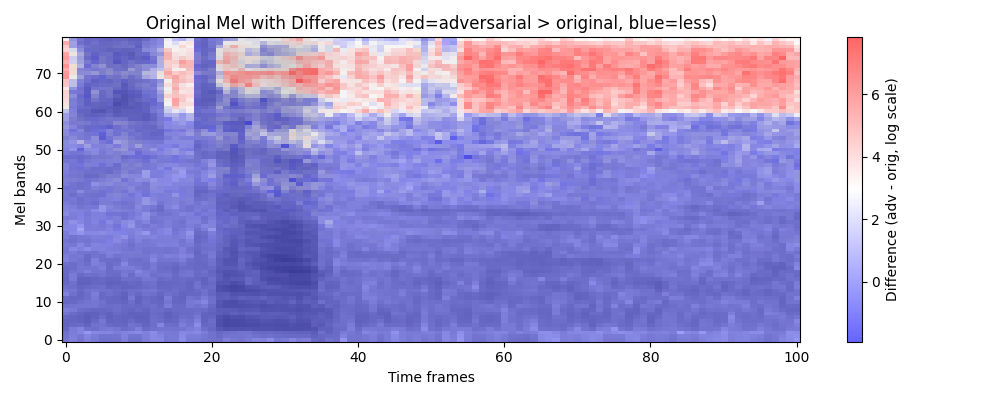 Original Mel with Differences (red=adversarial > original, blue=less)
Mel bands
70
60
50
40
30
20
10
0
0 20 40 60 80 100
Time frames
6
4
2
0
Difference (adv - orig, log scale)